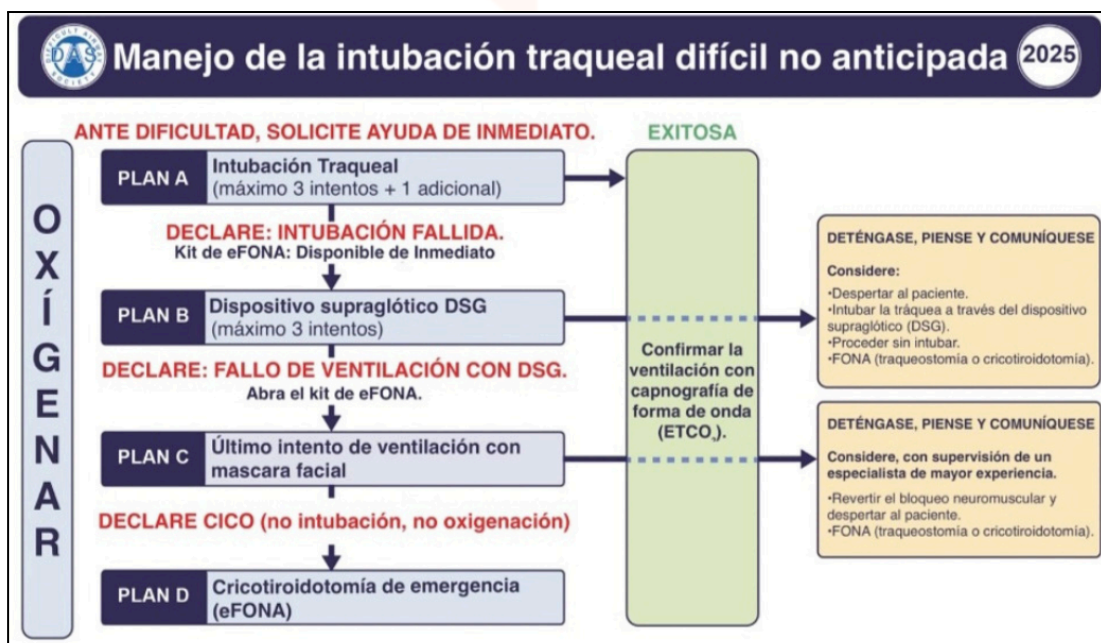 DIFFICULT AIRWAY
DAS
SOCIETY
Manejo de la intubación traqueal difícil no anticipada
2025
OXÍGENAR
ANTE DIFICULTAD, SOLICITE AYUDA DE INMEDIATO.
PLAN A
Intubación Traqueal
(máximo 3 intentos + 1 adicional)
DECLARE: INTUBACIÓN FALLIDA.
Kit de eFONA: Disponible de Inmediato
PLAN B
Dispositivo supraglótico DSG
(máximo 3 intentos)
DECLARE: FALLO DE VENTILACIÓN CON DSG.
Abra el kit de eFONA.
PLAN C
Último intento de ventilación con
mascara facial
DECLARE CICO (no intubación, no oxigenación)
PLAN D
Cricotiroidotomía de emergencia
(eFONA)
EXITOSA
Confirmar la
ventilación con
capnografía de
forma de onda
(ETCO₂).
DETÉNGASE, PIENSE Y COMUNÍQUESE
Considere:
•Despertar al paciente.
•Intubar la tráquea a través del dispositivo
supraglótico (DSG).
•Proceder sin intubar.
•FONA (traqueostomía o cricotiroidotomía).
DETÉNGASE, PIENSE Y COMUNÍQUESE
Considere, con supervisión de un
especialista de mayor experiencia.
•Revertir el bloqueo neuromuscular y
despertar al paciente.
•FONA (traqueostomía o cricotiroidotomía).